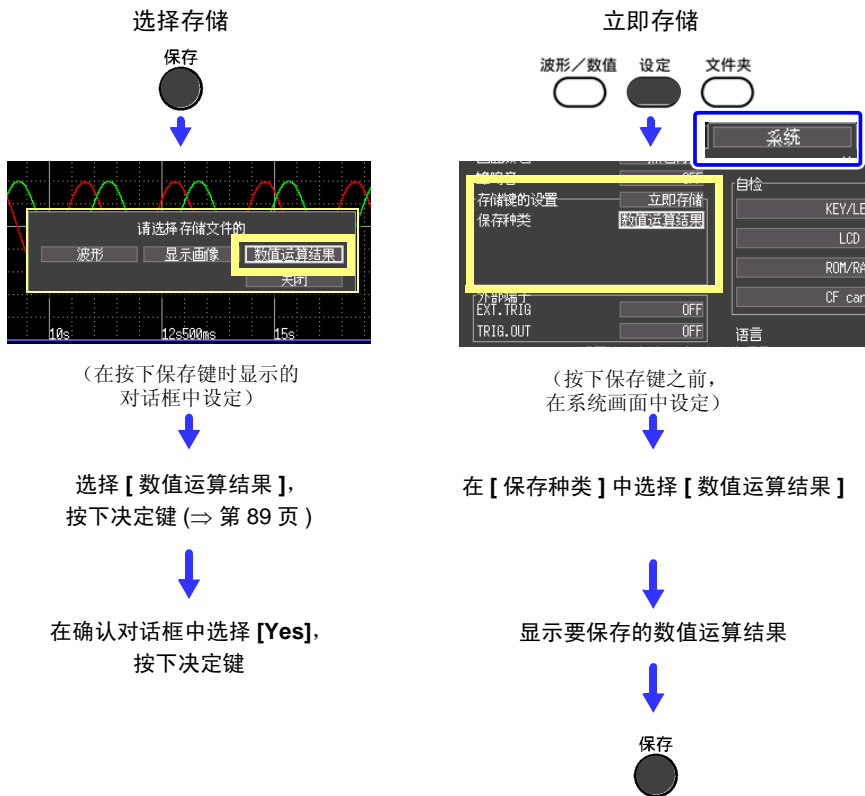 选择存储
保存
请选择存储文件的
波形 显示画像 数值运算结果
关闭
10s 12s500ms 15s
（在按下保存键时显示的
对话框中设定）
选择 [ 数值运算结果 ],
按下决定键 (⇒ 第 89 页 )
在确认对话框中选择 [Yes],
按下决定键
立即存储
波形／数值 设定 文件夹
系统
蜂鸣音 OFF
存储键的设置 立即存储
保存种类 数值运算结果
外部端子
EXT.TRIG OFF
TRIG.OUT OFF
自检
KEY/LE
LCD
ROM/RA
CF car
语言
（按下保存键之前，
在系统画面中设定）
在 [ 保存种类 ] 中选择 [ 数值运算结果 ]
显示要保存的数值运算结果
保存